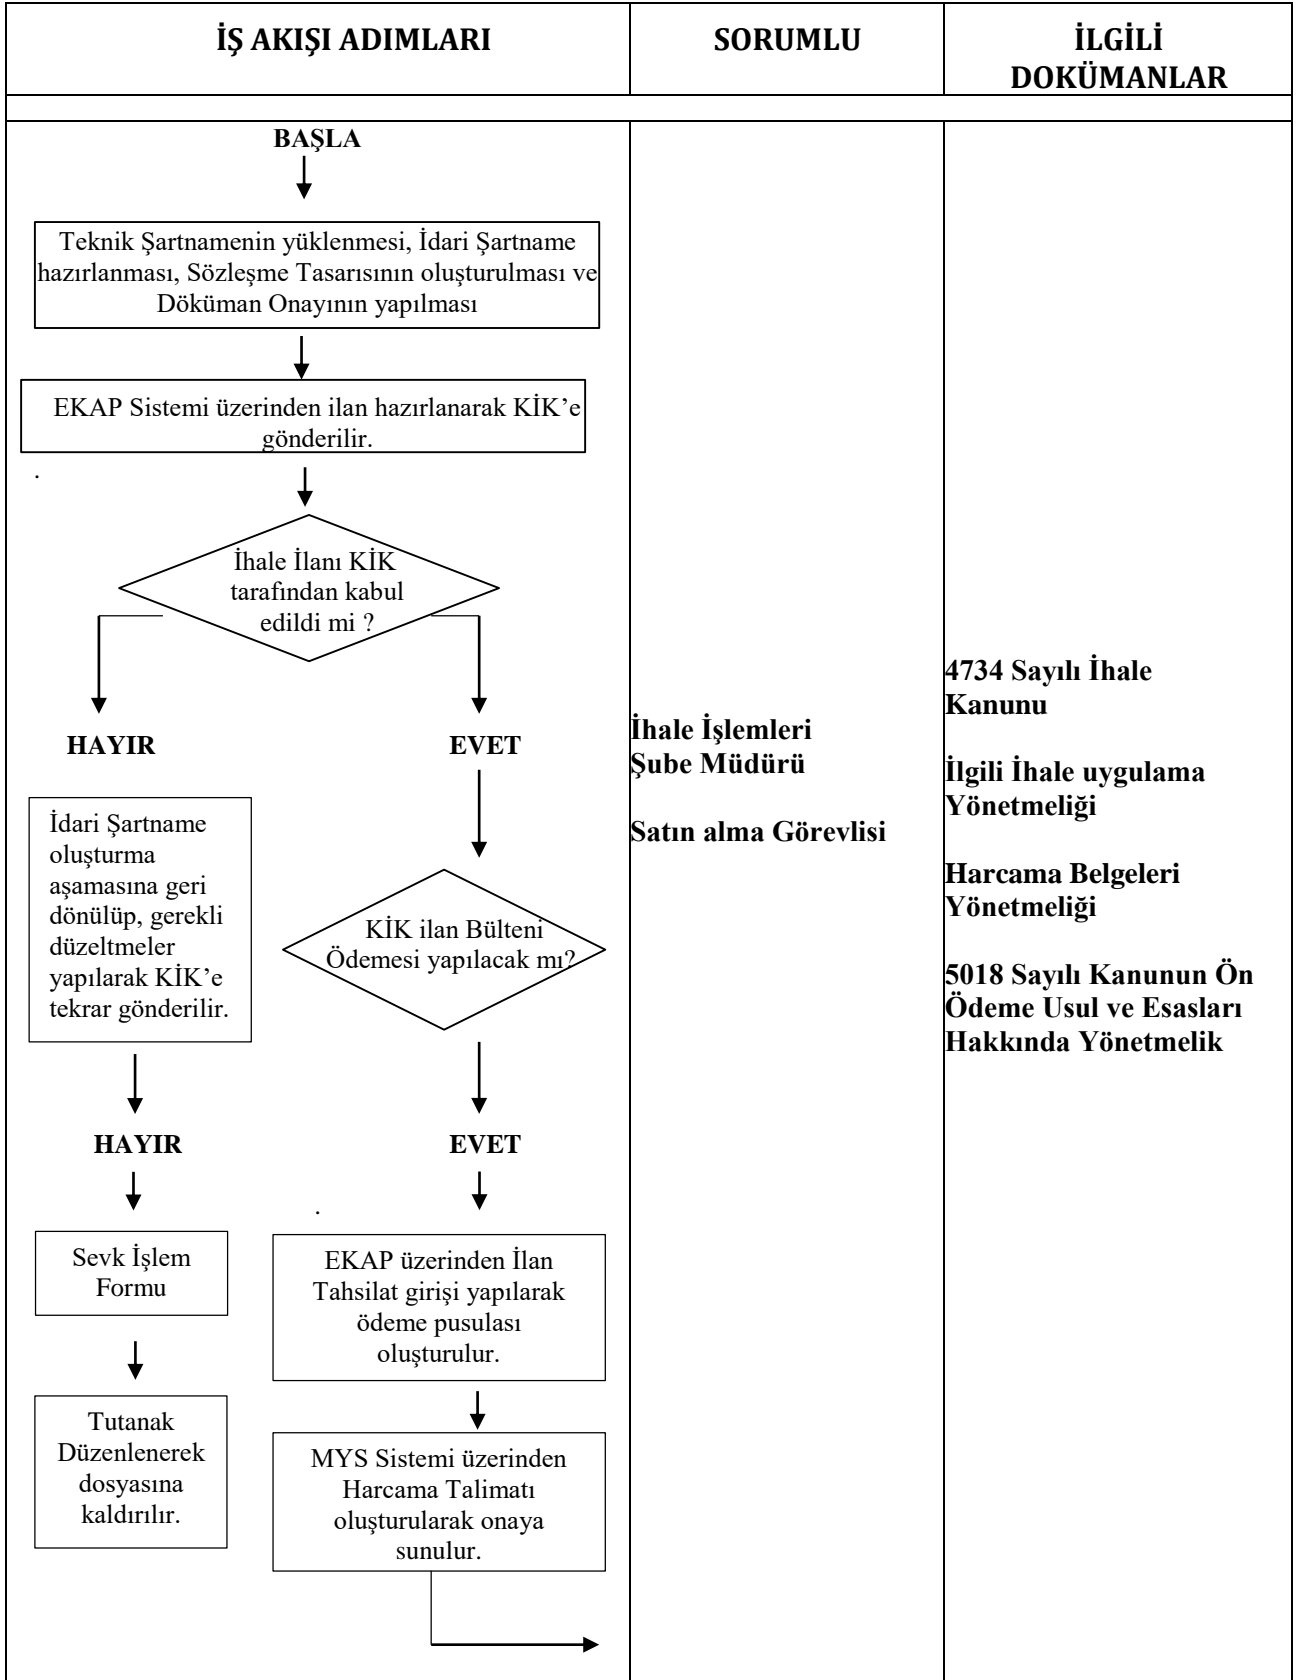 İŞ AKIŞI ADIMLARI
SORUMLU
İLGİLİ
DOKÜMANLAR
BAŞLA
Teknik Şartnamenin yüklenmesi, İdari Şartname
hazırlanması, Sözleşme Tasarısının oluşturulması ve
Döküman Onayının yapılması
EKAP Sistemi üzerinden ilan hazırlanarak KİK’e
gönderilir.
.
İhale İlanı KİK
tarafından kabul
edildi mi ?
HAYIR
EVET
İdari Şartname
oluşturma
aşamasına geri
dönülüp, gerekli
düzeltmeler
yapılarak KİK’e
tekrar gönderilir.
KİK ilan Bülteni
Ödemesi yapılacak mı?
HAYIR
EVET
.
Sevk İşlem
Formu
EKAP üzerinden İlan
Tahsilat girişi yapılarak
ödeme pusulası
oluşturulur.
Tutanak
Düzenlenerek
dosyasına
kaldırılır.
MYS Sistemi üzerinden
Harcama Talimatı
oluşturularak onaya
sunulur.
İhale İşlemleri
Şube Müdürü
Satın alma Görevlisi
4734 Sayılı İhale
Kanunu
İlgili İhale uygulama
Yönetmeliği
Harcama Belgeleri
Yönetmeliği
5018 Sayılı Kanunun Ön
Ödeme Usul ve Esasları
Hakkında Yönetmelik